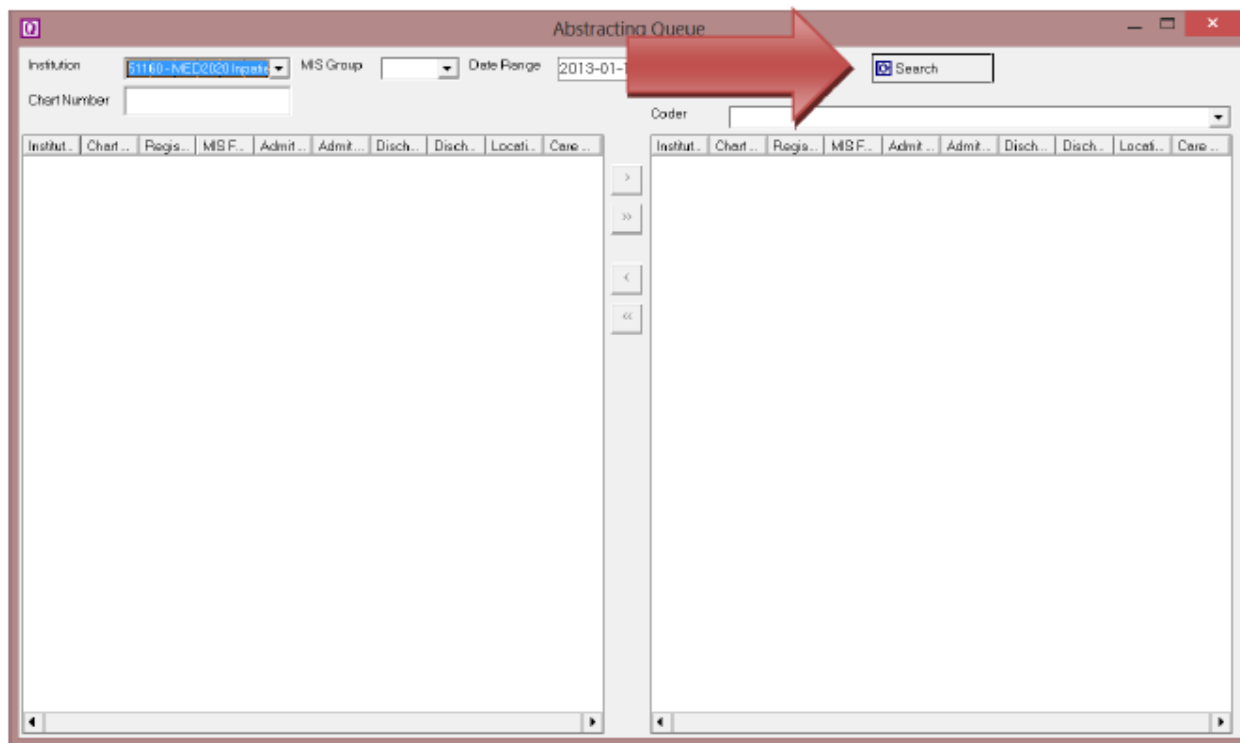 Abstracting Queue
Institution 51160 - MED2020 Inpatie MIS Group Date Range 2013-01-1 Search
Chart Number
Coder
Institut.. Chart ... Regis... MIS F... Admit ... Admit... Disch... Disch.. Locati... Care ...
Institut.. Chart ... Regis... MIS F... Admit ... Admit... Disch... Disch.. Locati... Care ...
>
>>
<
<<